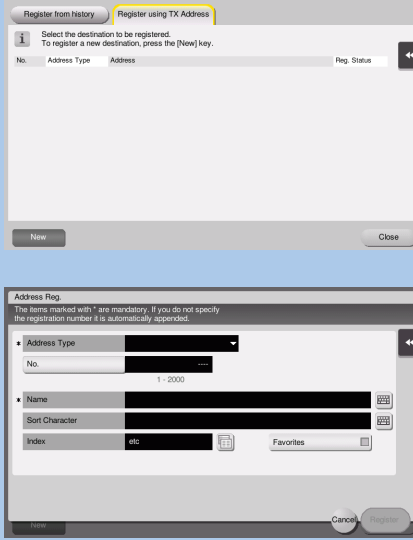 Register from history
Register using TX Address
Select the destination to be registered.
To register a new destination, press the [New] key.
No. Address Type Address Reg. Status
New Close
Address Reg.
The items marked with * are mandatory. If you do not specify
the registration number it is automatically appended.
* Address Type
No. ----
1 - 2000
* Name
Sort Character
Index etc Favorites
New Cancel Register